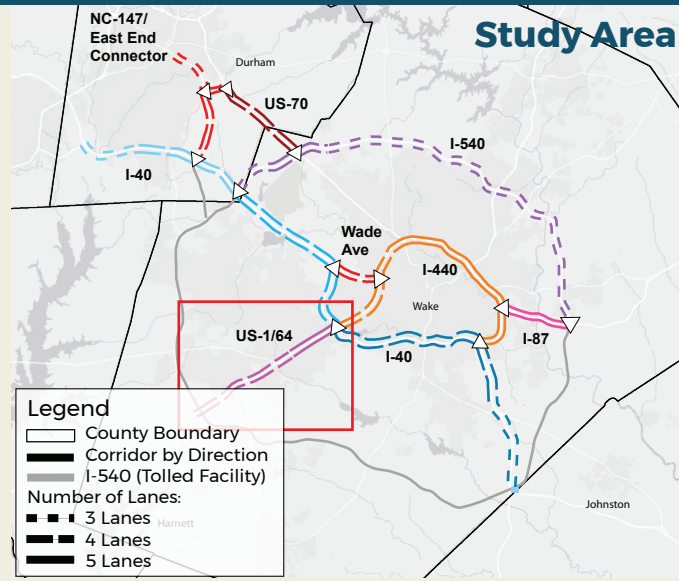 Study Area
NC-147/
East End
Connector
Durham
US-70
I-540
I-40
Wade
Ave
I-440
Wake
US-1/64
I-40
I-87
Legend
County Boundary
Corridor by Direction
I-540 (Tolled Facility)
Number of Lanes:
3 Lanes
4 Lanes
5 Lanes
Harnett
Johnston